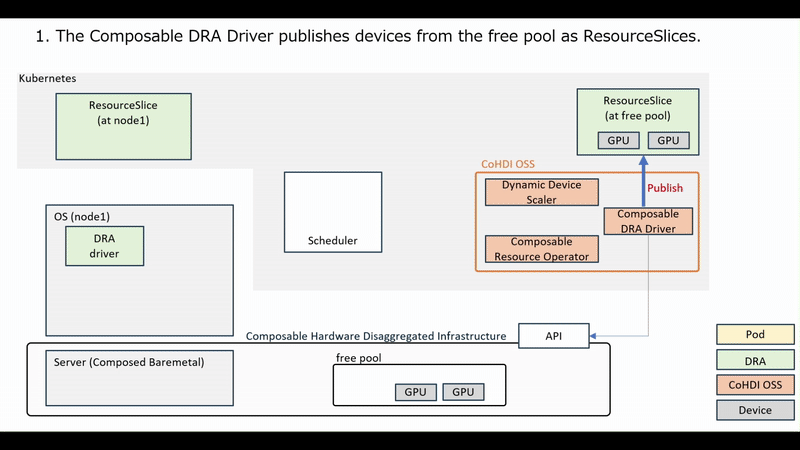 1. The Composable DRA Driver publishes devices from the free pool as ResourceSlices.
Kubernetes
ResourceSlice
(at node1)
ResourceSlice
(at free pool)
GPU
GPU
CoHDI OSS
Dynamic Device
Scaler
Publish
Composable
DRA Driver
Composable
Resource Operator
Scheduler
OS (node1)
DRA
driver
Composable Hardware Disaggregated Infrastructure
API
Server (Composed Baremetal)
free pool
GPU
GPU
Pod
DRA
CoHDI OSS
Device